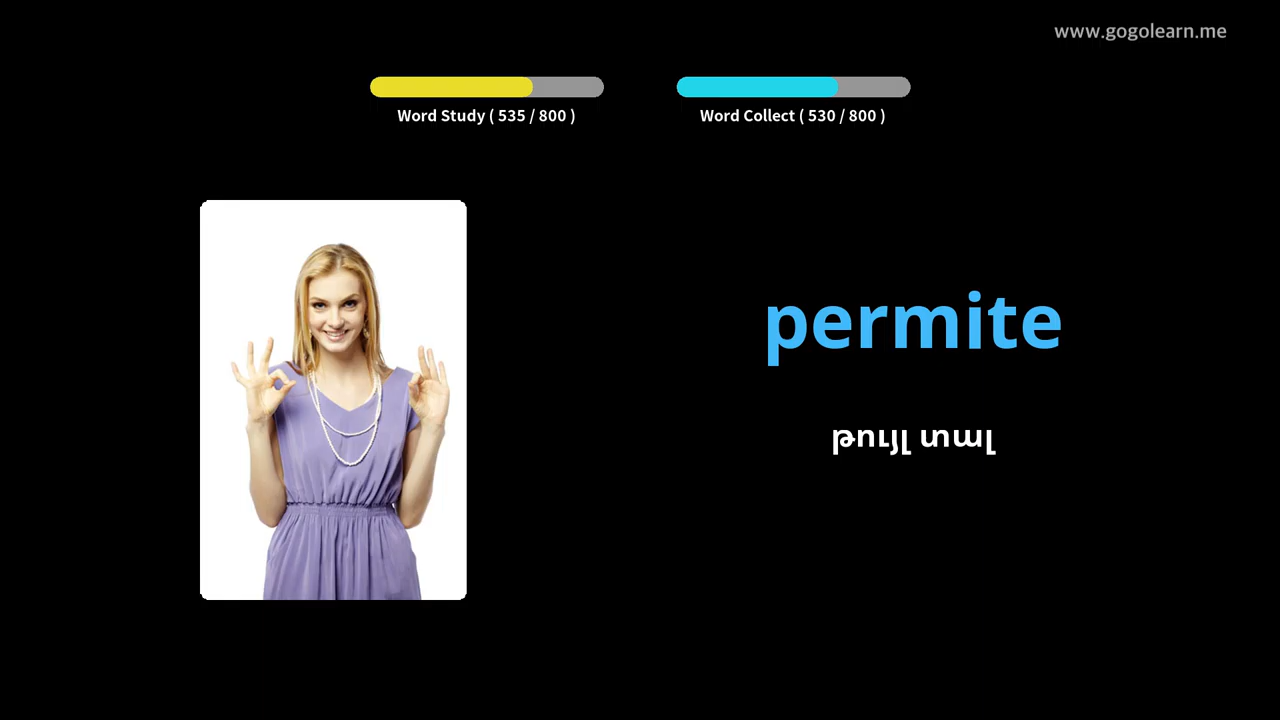 www.gogolearn.me
Word Study ( 535 / 800 )
Word Collect ( 530 / 800 )
permite
թույլ տալ